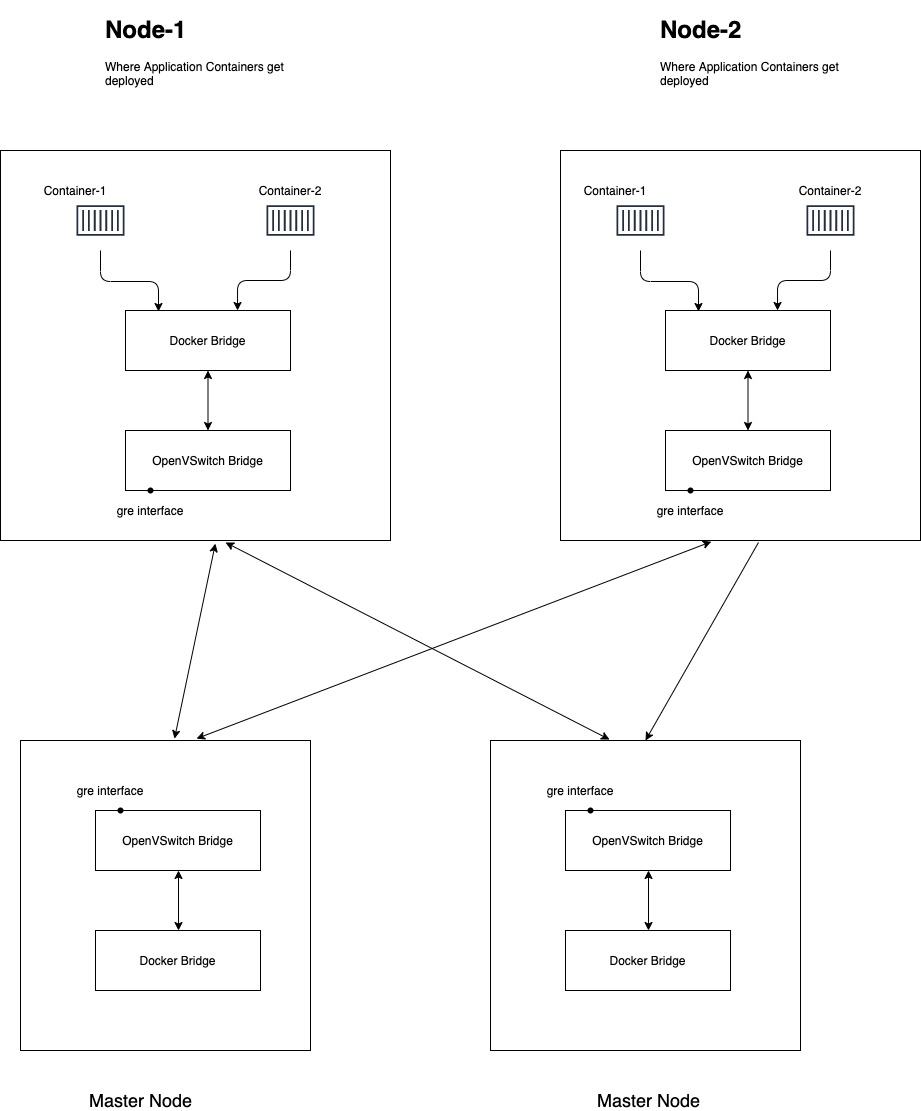 Node-1
Node-2
Where Application Containers get
deployed
Where Application Containers get
deployed
Container-1
Container-2
Container-1
Container-2
Docker Bridge
Docker Bridge
OpenVSwitch Bridge
OpenVSwitch Bridge
gre interface
gre interface
gre interface
gre interface
OpenVSwitch Bridge
OpenVSwitch Bridge
Docker Bridge
Docker Bridge
Master Node
Master Node